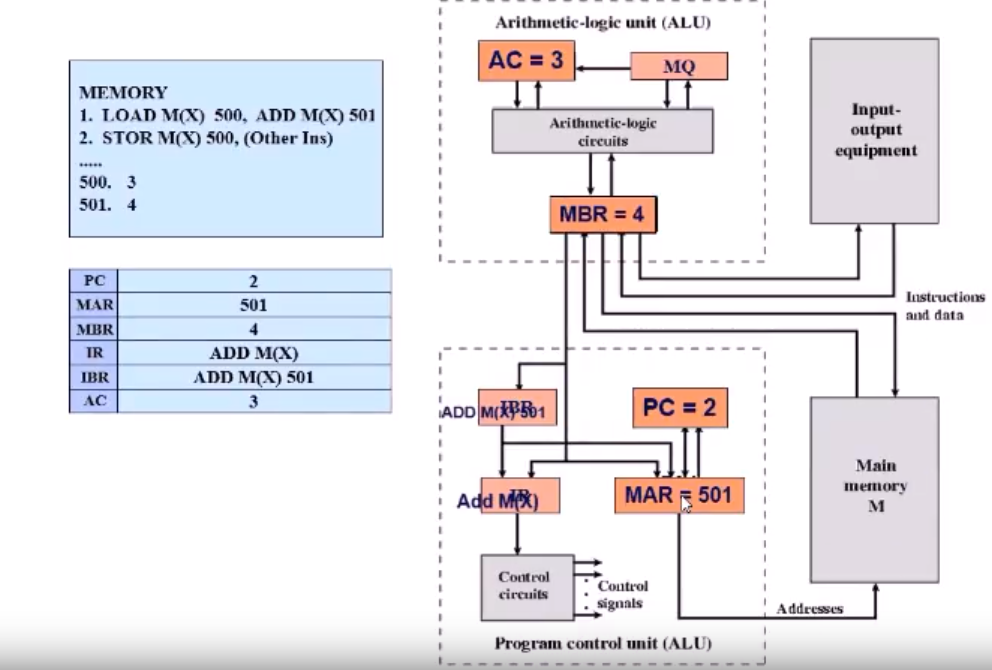 MEMORY
1. LOAD M(X) 500, ADD M(X) 501
2. STOR M(X) 500, (Other Ins)
.....
500. 3
501. 4
PC 2
MAR 501
MBR 4
IR ADD M(X)
IBR ADD M(X) 501
AC 3
Arithmetic-logic unit (ALU)
AC = 3
MQ
Arithmetic-logic
circuits
MBR = 4
Input-
output
equipment
Instructions
and data
IBR
ADD M(X) 501
PC = 2
IR
Add M(X)
MAR = 501
Main
memory
M
Control
circuits
Control
signals
Addresses
Program control unit (ALU)